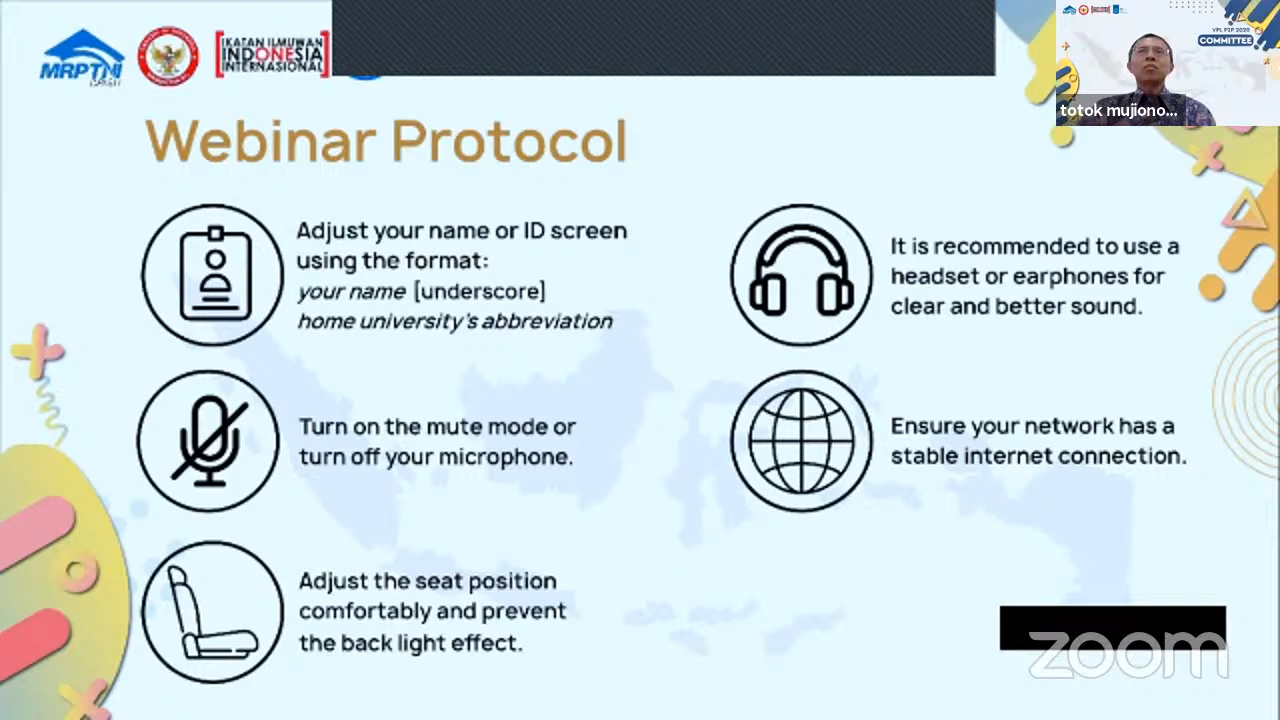 MRPTNI
IKATAN ILMUWAN
INDONESIA
INTERNASIONAL
VPL P2P 2020
COMMITTEE
totok mujiono...
Webinar Protocol
Adjust your name or ID screen
using the format:
your name [underscore]
home university's abbreviation
Turn on the mute mode or
turn off your microphone.
Adjust the seat position
comfortably and prevent
the back light effect.
It is recommended to use a
headset or earphones for
clear and better sound.
Ensure your network has a
stable internet connection.
zoom